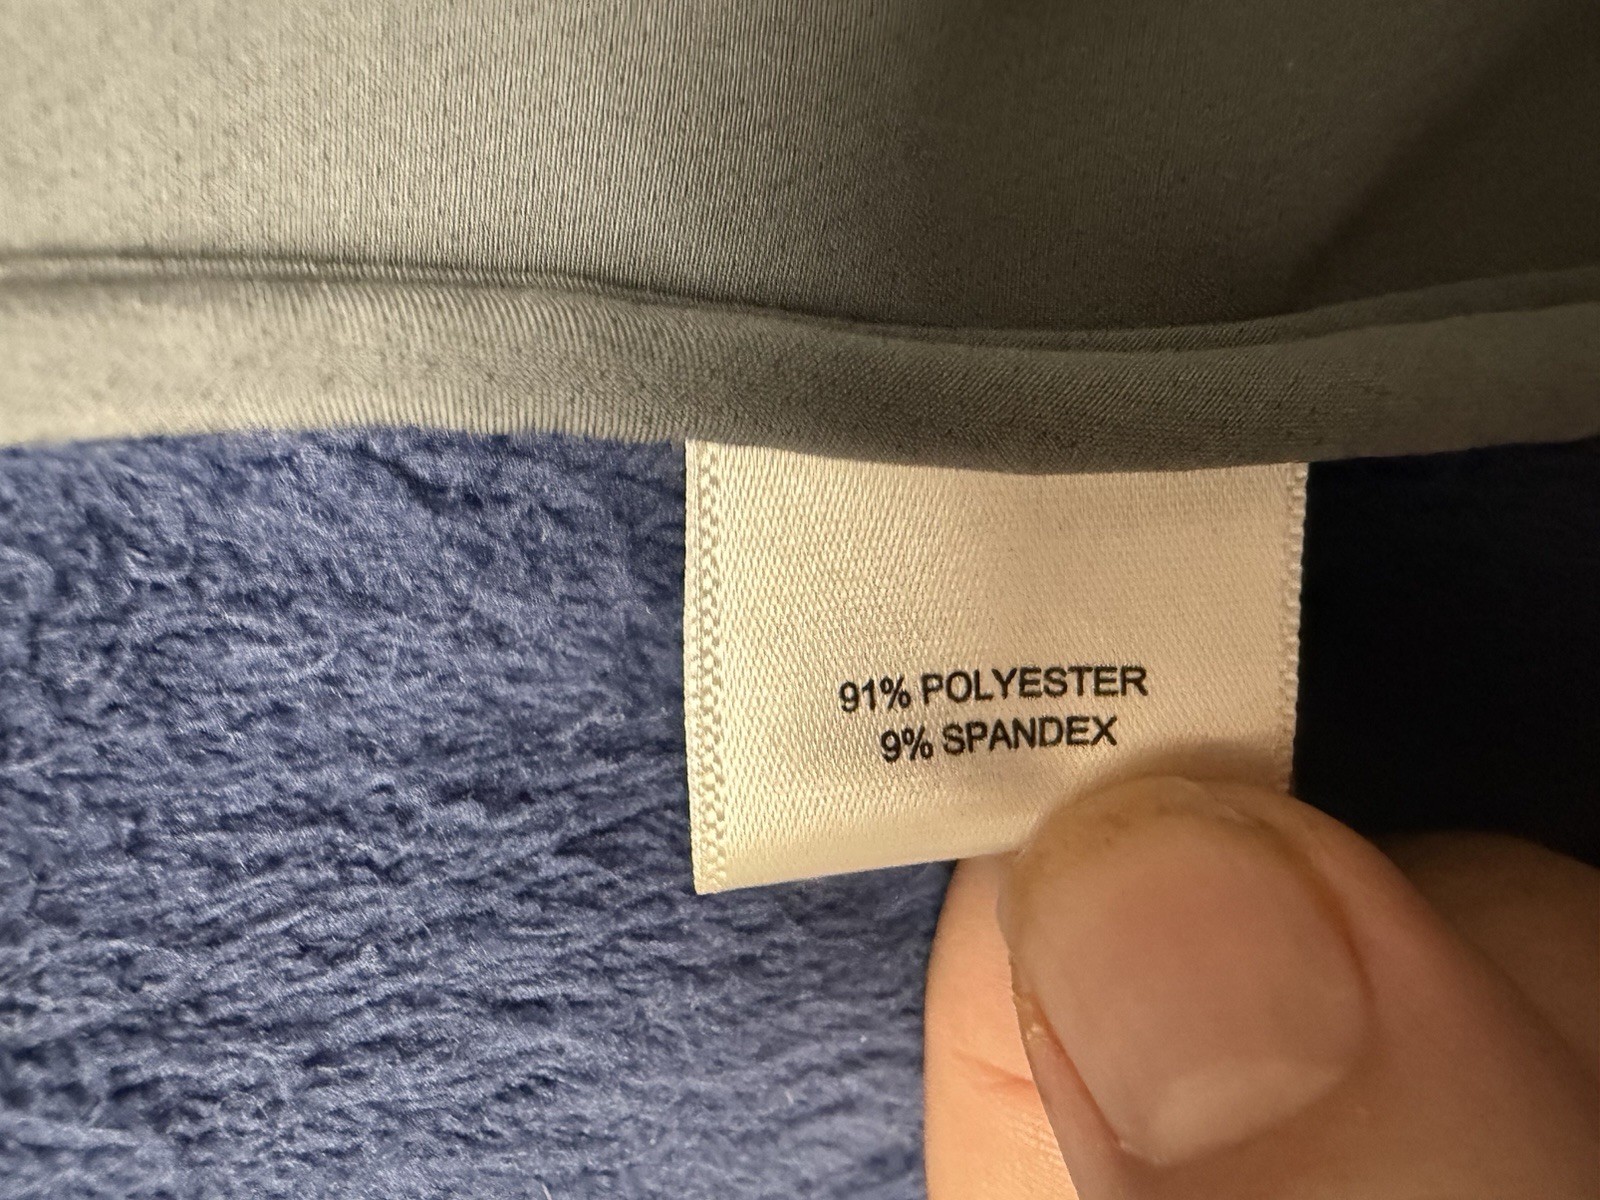 91% POLYESTER
9% SPANDEX